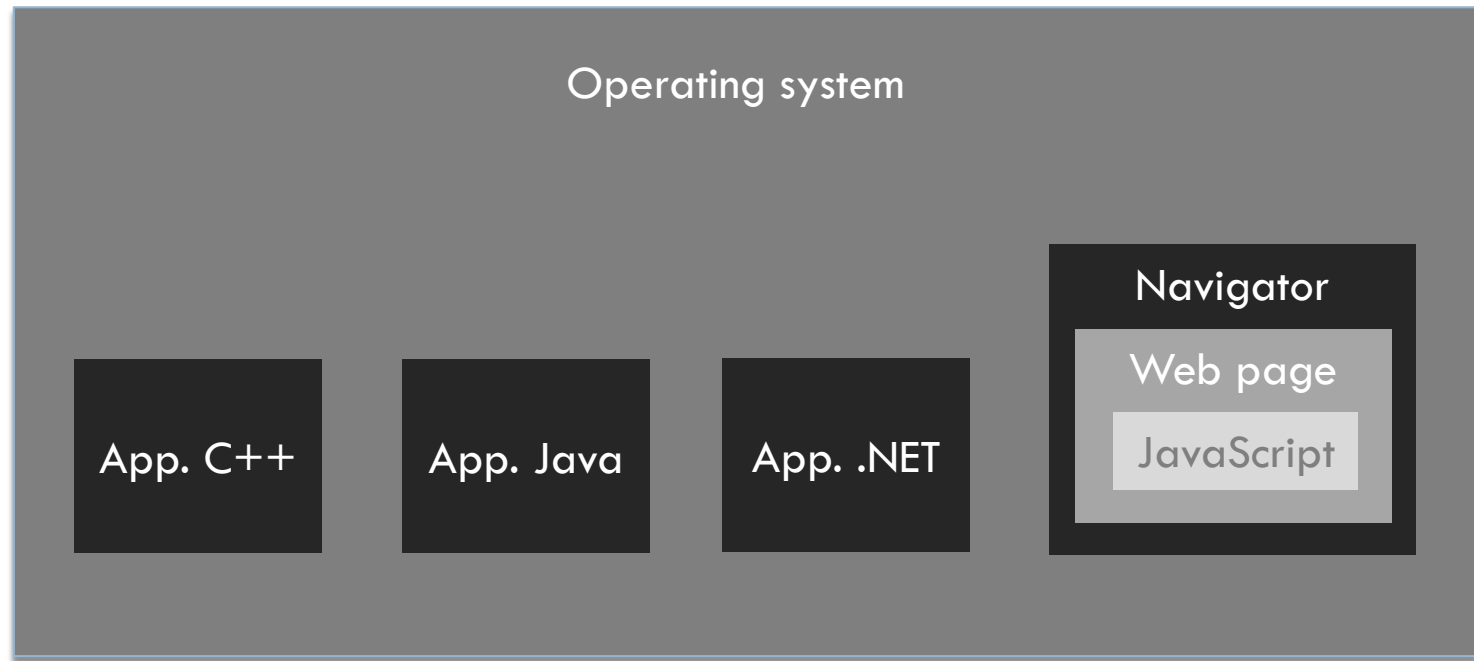 Operating system
Navigator
Web page
JavaScript
App. C++
App. Java
App. .NET